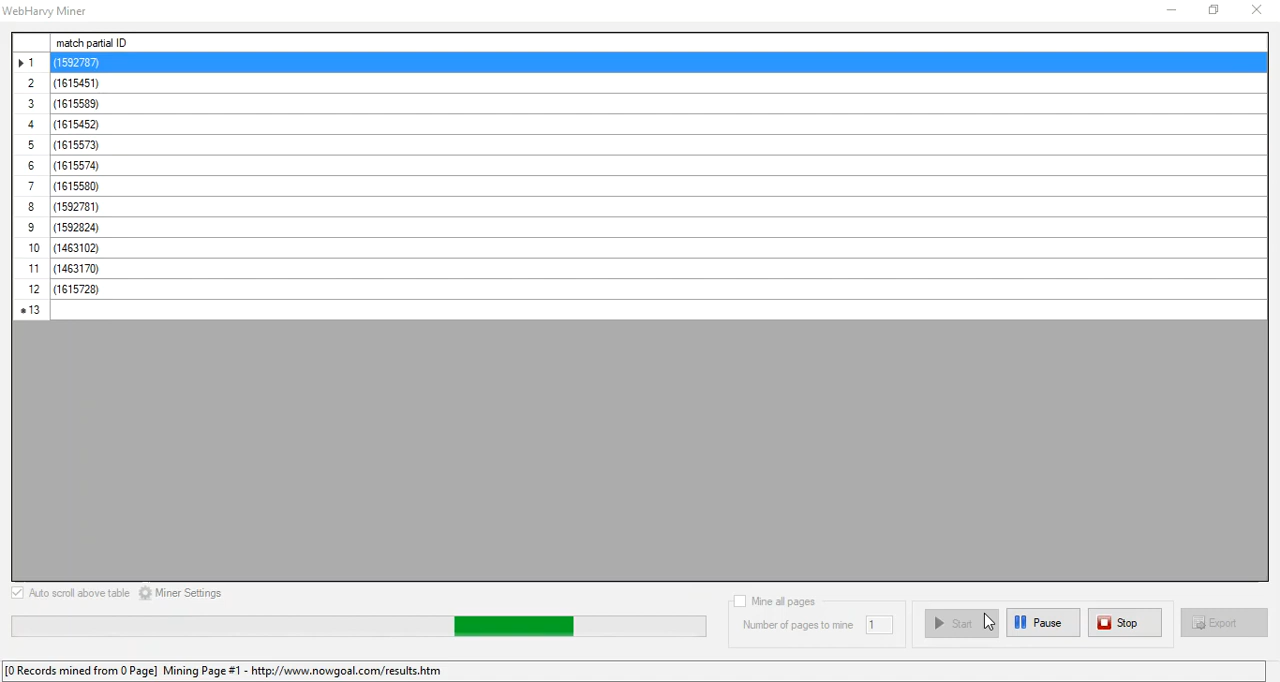 WebHarvy Miner
match partial ID
1 (1592787)
2 (1615451)
3 (1615589)
4 (1615452)
5 (1615573)
6 (1615574)
7 (1615580)
8 (1592781)
9 (1592824)
10 (1463102)
11 (1463170)
12 (1615728)
13
Auto scroll above table Miner Settings
Mine all pages
Number of pages to mine 1
Start Pause Stop Export
[0 Records mined from 0 Page] Mining Page #1 - http://www.nowgoal.com/results.htm